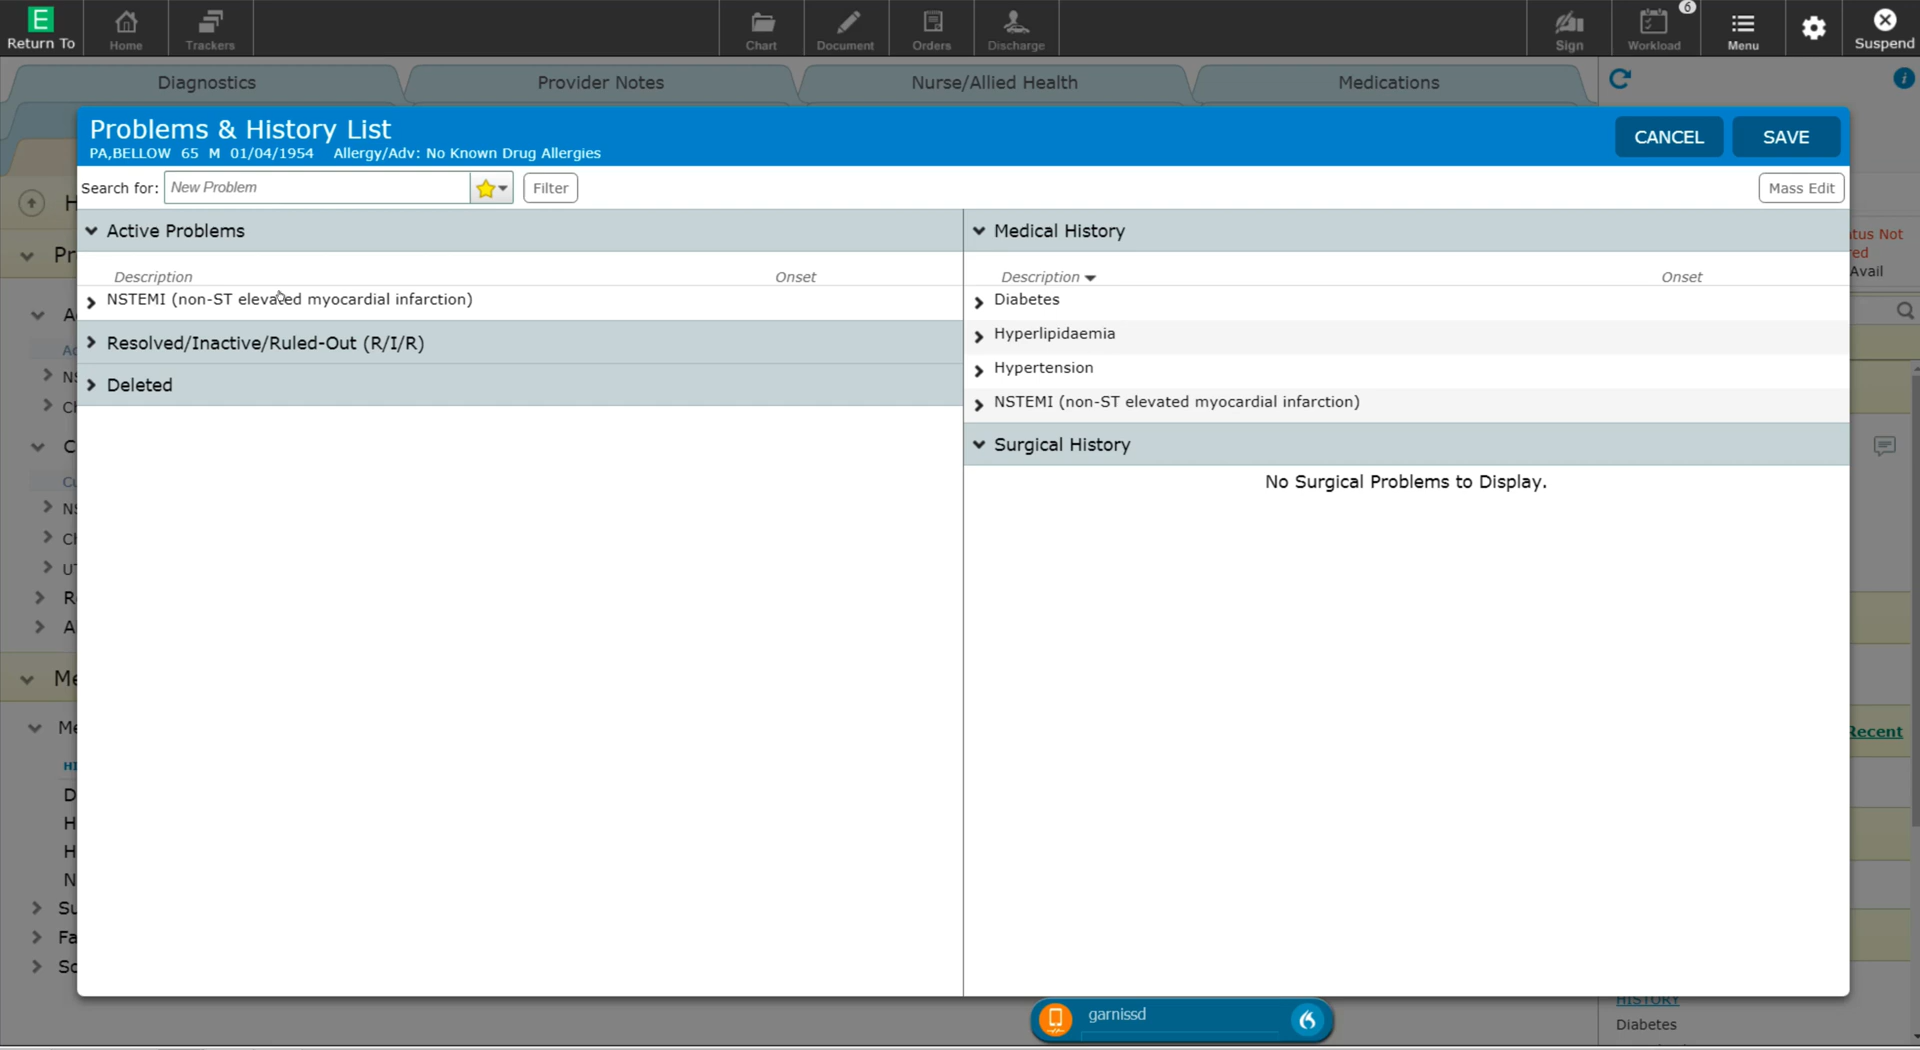 E
Return To
Home
Trackers
Chart
Document
Orders
Discharge
Sign
6
Workload
Menu
Suspend
Diagnostics
Provider Notes
Nurse/Allied Health
Medications
i
Problems & History List
PA,BELLOW 65 M 01/04/1954 Allergy/Adv: No Known Drug Allergies
CANCEL
SAVE
Search for:
New Problem
Filter
Mass Edit
Active Problems
Description
Onset
NSTEMI (non-ST elevated myocardial infarction)
Resolved/Inactive/Ruled-Out (R/I/R)
Deleted
Medical History
Description
Onset
Diabetes
Hyperlipidaemia
Hypertension
NSTEMI (non-ST elevated myocardial infarction)
Surgical History
No Surgical Problems to Display.
Not
Avail
Recent
garnissd
HISTORY
Diabetes